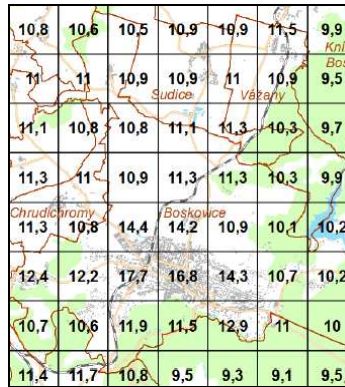 10,8 10,6 10,5 10,9 10,9 11,5 9,9
Kni
Bos
11 11 10,9 10,9 11 10,9 9,5
Sudice Vážany
11,1 10,8 10,8 11,1 11,3 10,3 9,7
11,3 11 10,9 11,3 11,3 10,3 9,9
Chrudichromy Boskovice
11,3 10,8 14,4 14,2 10,9 10,1 10,2
12,4 12,2 17,7 16,8 14,3 10,7 10,2
10,7 10,6 11,9 11,5 12,9 11 10
11,4 11,7 10,8 9,5 9,3 9,1 9,5